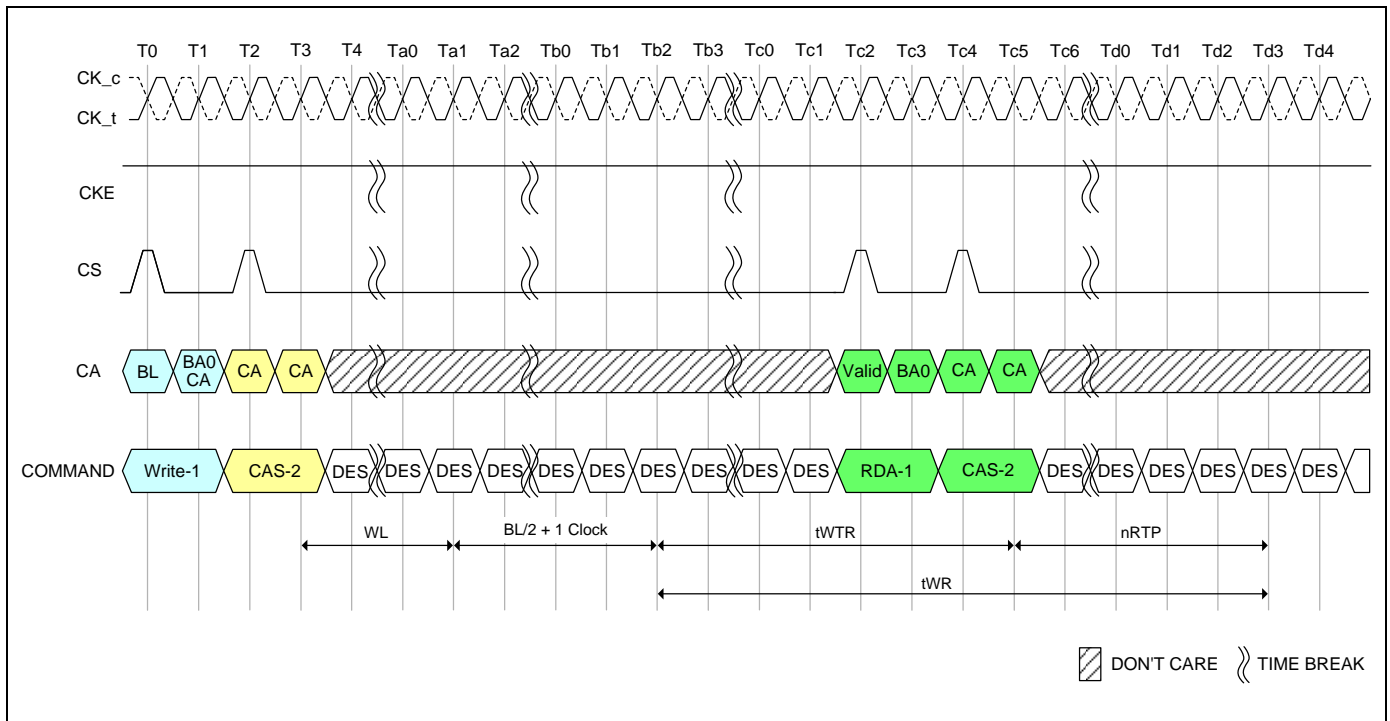 T0 T1 T2 T3 T4 Ta0 Ta1 Ta2 Tb0 Tb1 Tb2 Tb3 Tc0 Tc1 Tc2 Tc3 Tc4 Tc5 Tc6 Td0 Td1 Td2 Td3 Td4
CK_c
CK_t
CKE
CS
CA BL BA0 CA CA CA Valid BA0 CA CA
COMMAND Write-1 CAS-2 DES DES DES DES DES DES DES DES DES DES RDA-1 CAS-2 DES DES DES DES DES DES
WL BL/2 + 1 Clock tWTR nRTP
tWR
DON'T CARE TIME BREAK